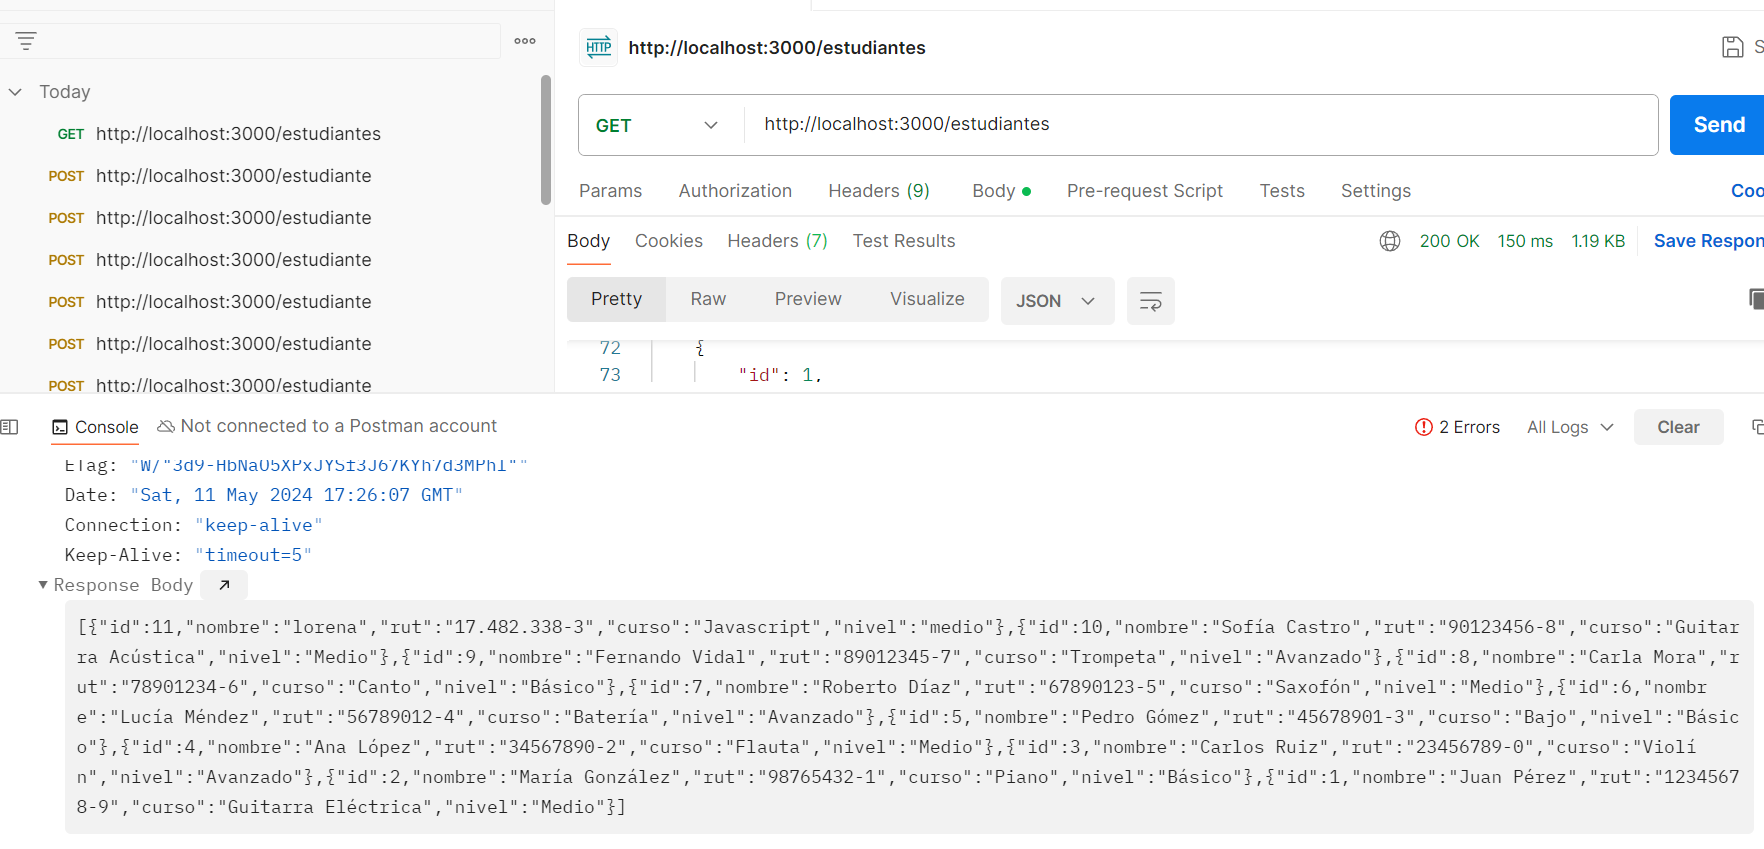 HTTP http://localhost:3000/estudiantes
GET http://localhost:3000/estudiantes Send
Params Authorization Headers (9) Body Pre-request Script Tests Settings
Today
GET http://localhost:3000/estudiantes
POST http://localhost:3000/estudiante
POST http://localhost:3000/estudiante
POST http://localhost:3000/estudiante
POST http://localhost:3000/estudiante
POST http://localhost:3000/estudiante
POST http://localhost:3000/estudiante
Body Cookies Headers (7) Test Results 200 OK 150 ms 1.19 KB Save Respon
Pretty Raw Preview Visualize JSON
72 {
73 "id": 1,
Console Not connected to a Postman account 2 Errors All Logs Clear
ETag:
Date: "Sat, 11 May 2024 17:26:07 GMT"
Connection: "keep-alive"
Keep-Alive: "timeout=5"
Response Body
[{"id":11,"nombre":"lorena","rut":"17.482.338-3","curso":"Javascript","nivel":"medio"},{"id":10,"nombre":"Sofía Castro","rut":"90123456-8","curso":"Guitar
ra Acústica","nivel":"Medio"},{"id":9,"nombre":"Fernando Vidal","rut":"89012345-7","curso":"Trompeta","nivel":"Avanzado"},{"id":8,"nombre":"Carla Mora","r
ut":"78901234-6","curso":"Canto","nivel":"Básico"},{"id":7,"nombre":"Roberto Díaz","rut":"67890123-5","curso":"Saxofón","nivel":"Medio"},{"id":6,"nombr
e":"Lucía Méndez","rut":"56789012-4","curso":"Batería","nivel":"Avanzado"},{"id":5,"nombre":"Pedro Gómez","rut":"45678901-3","curso":"Bajo","nivel":"Básic
o"},{"id":4,"nombre":"Ana López","rut":"34567890-2","curso":"Flauta","nivel":"Medio"},{"id":3,"nombre":"Carlos Ruiz","rut":"23456789-0","curso":"Violí
n","nivel":"Avanzado"},{"id":2,"nombre":"María González","rut":"98765432-1","curso":"Piano","nivel":"Básico"},{"id":1,"nombre":"Juan Pérez","rut":"1234567
8-9","curso":"Guitarra Eléctrica","nivel":"Medio"}]